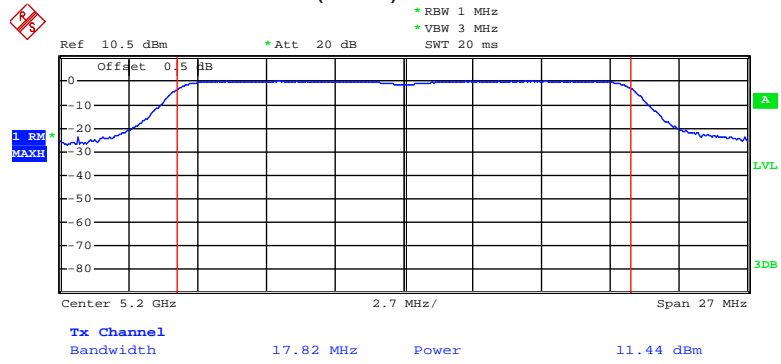 * RBW 1 MHz
* VBW 3 MHz
Ref 10.5 dBm * Att 20 dB SWT 20 ms
Offset 0.5 dB
0
-10
A
-20
1 RM *
MAXH
-30
LVL
-40
-50
-60
-70
3DB
-80
Center 5.2 GHz 2.7 MHz/ Span 27 MHz
Tx Channel
Bandwidth 17.82 MHz Power 11.44 dBm